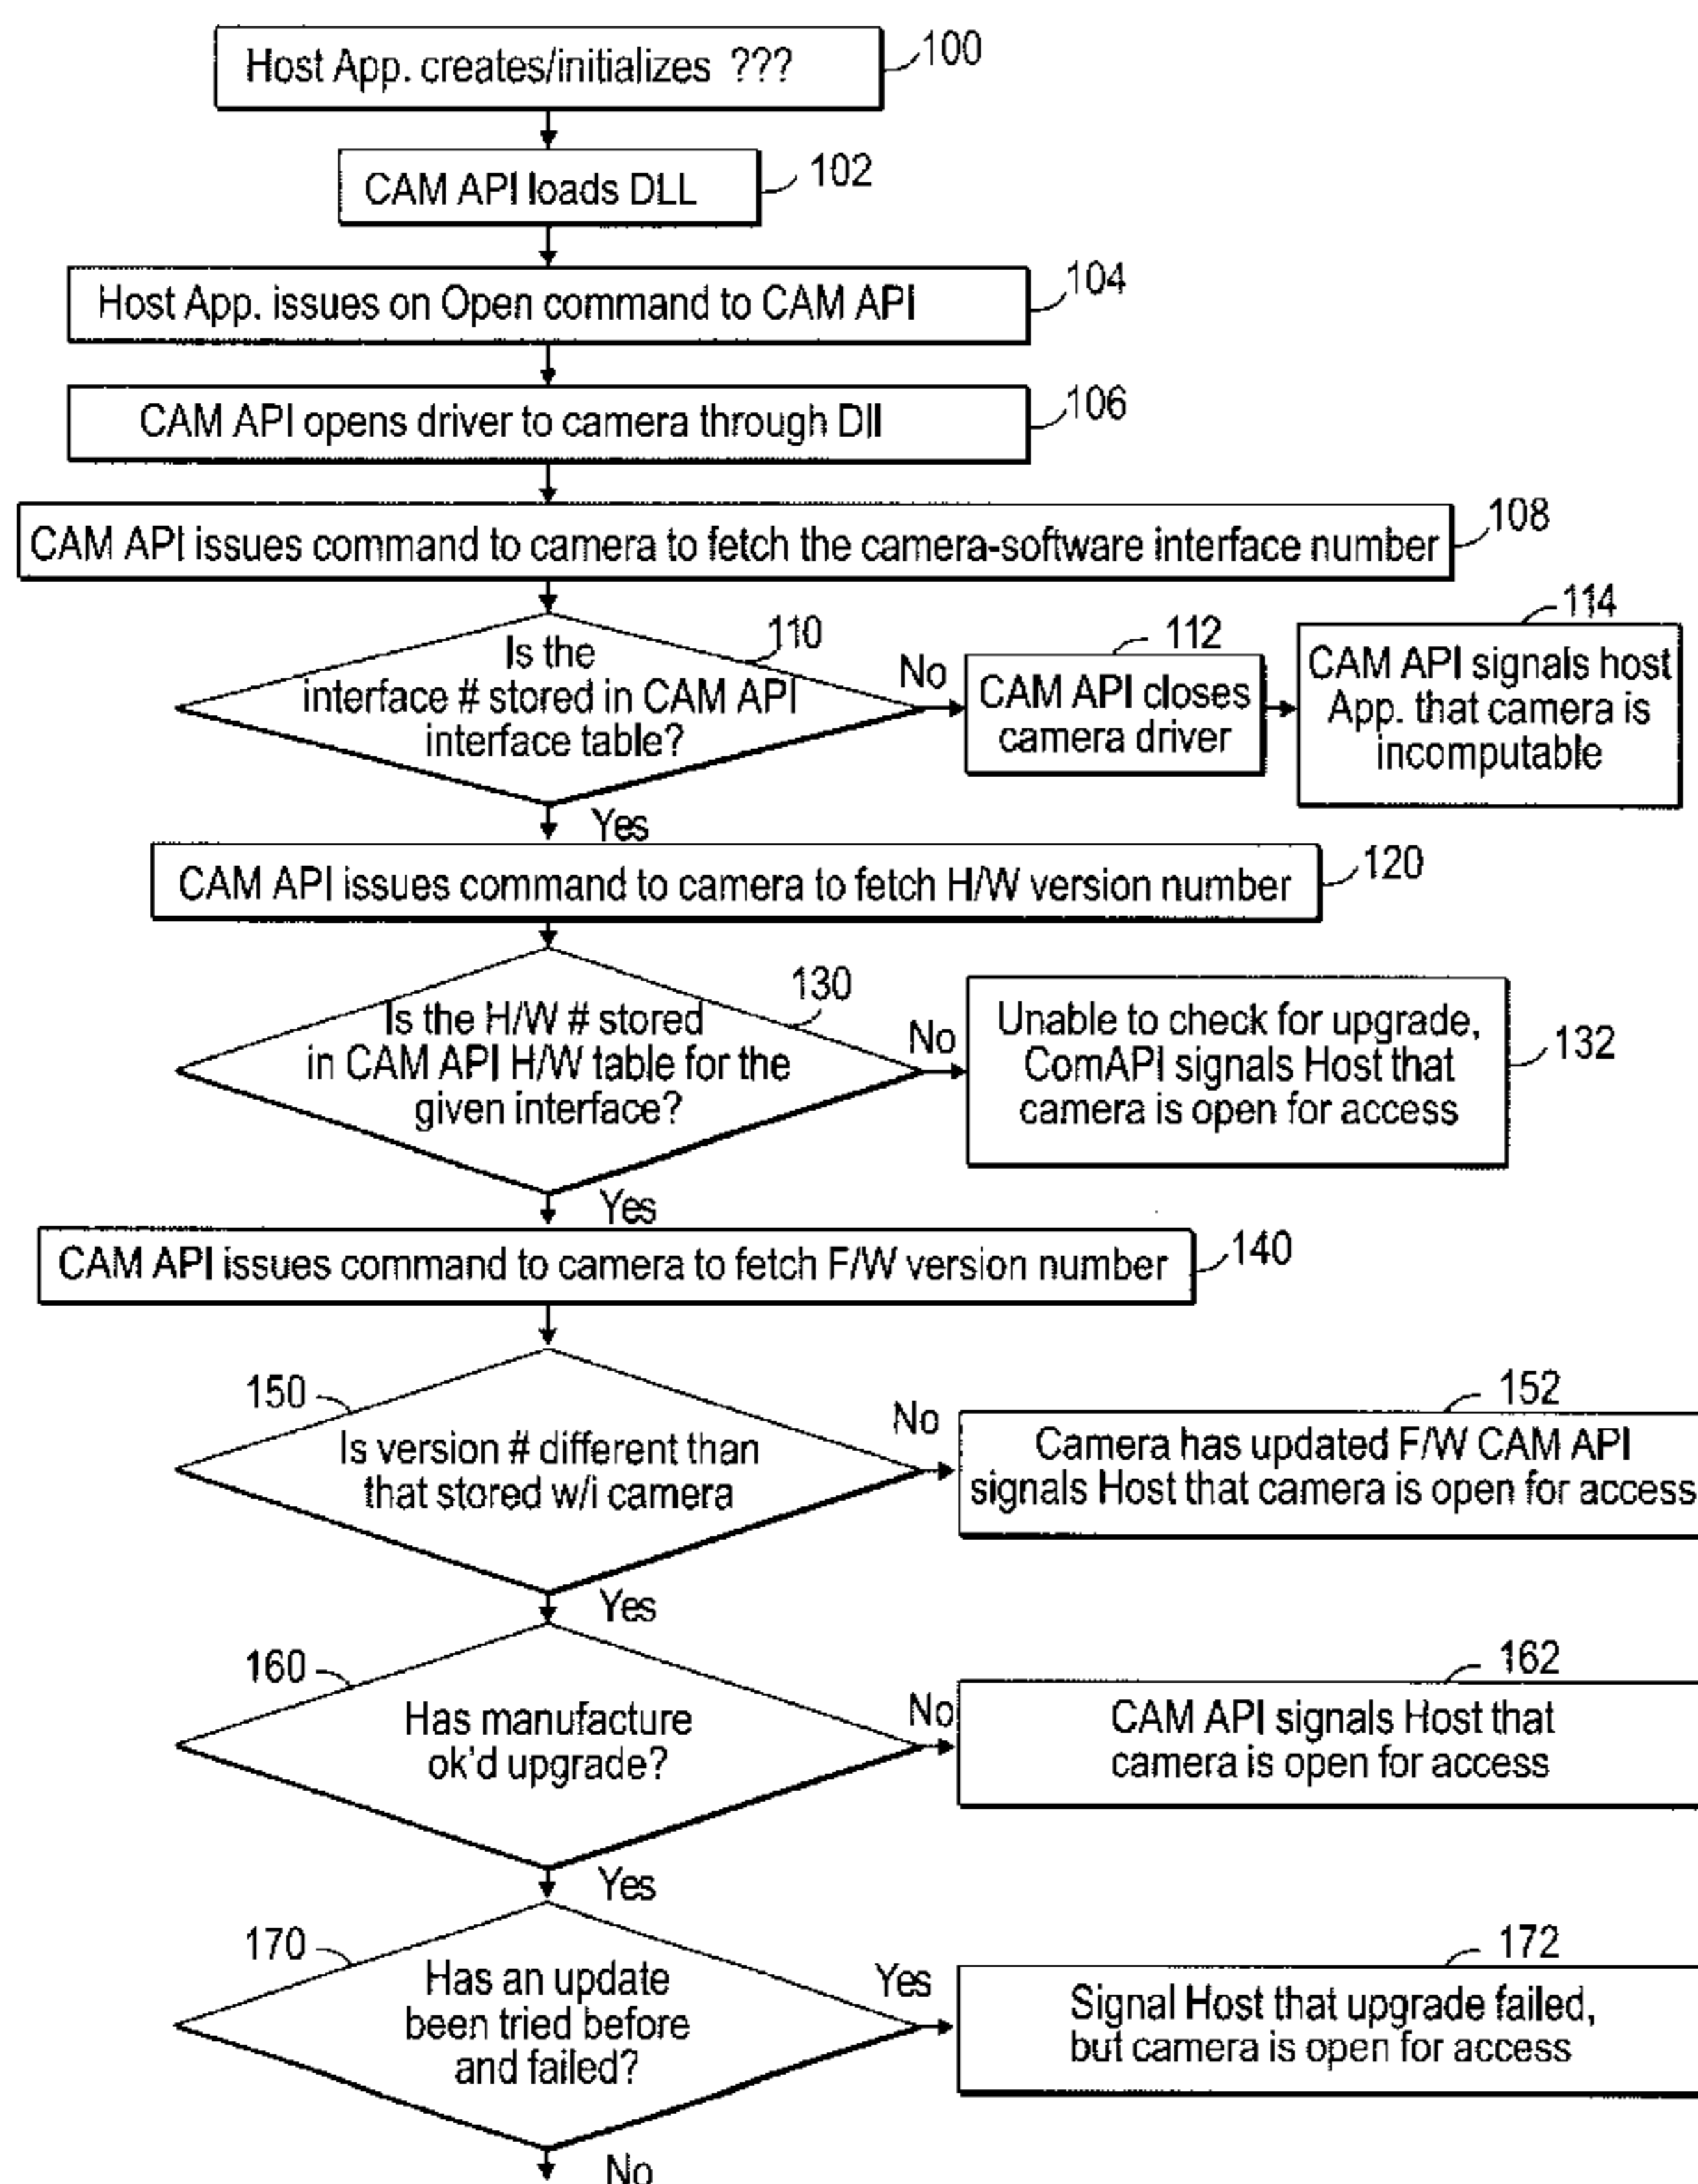 Host App. creates/initializes ???
100
CAM API loads DLL
102
Host App. issues on Open command to CAM API
104
CAM API opens driver to camera through Dll
106
CAM API issues command to camera to fetch the camera-software interface number
108
Is the
interface # stored in CAM API
interface table?
110
No
CAM API closes
camera driver
112
CAM API signals host
App. that camera is
incomputable
114
Yes
CAM API issues command to camera to fetch H/W version number
120
Is the H/W # stored
in CAM API H/W table for the
given interface?
130
No
Unable to check for upgrade,
ComAPI signals Host that
camera is open for access
132
Yes
CAM API issues command to camera to fetch F/W version number
140
150
Is version # different than
that stored w/i camera
No
152
Camera has updated F/W CAM API
signals Host that camera is open for access
Yes
160
Has manufacture
ok'd upgrade?
No
162
CAM API signals Host that
camera is open for access
Yes
170
Has an update
been tried before
and failed?
Yes
172
Signal Host that upgrade failed,
but camera is open for access
No